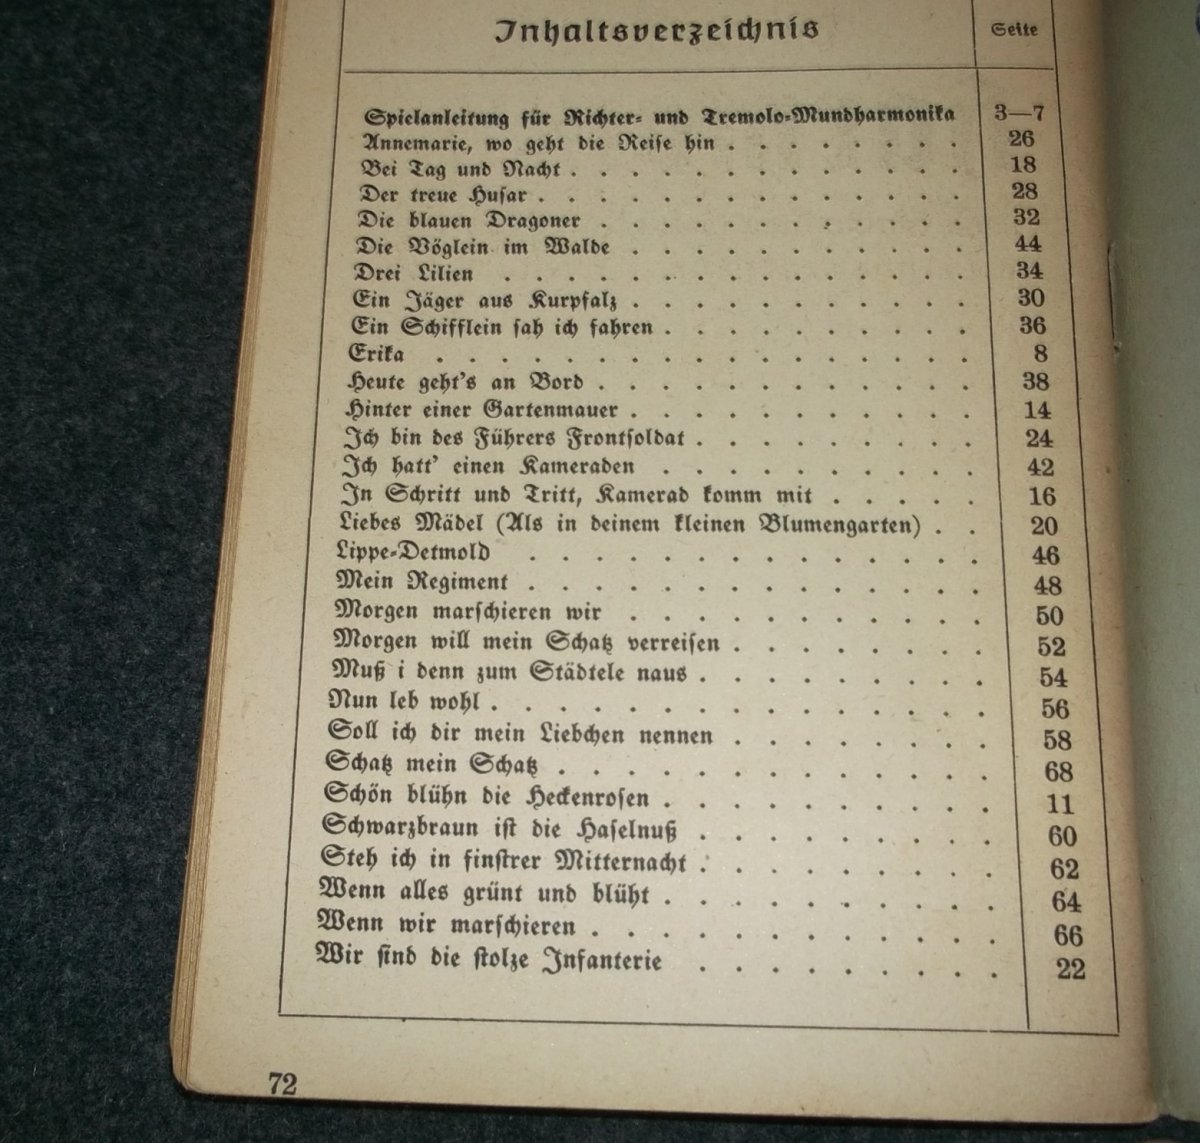 Inhaltsverzeichnis Seite
Spielanleitung für Richter- und Tremolo-Mundharmonika 3—7
Annemarie, wo geht die Reise hin . . . . . . . . 26
Bei Tag und Nacht . . . . . . . . . . . . . 18
Der treue Husar . . . . . . . . . . . . . . 28
Die blauen Dragoner . . . . . . . . . . . . 32
Die Vöglein im Walde . . . . . . . . . . . 44
Drei Lilien . . . . . . . . . . . . . . . 34
Ein Jäger aus Kurpfalz . . . . . . . . . . . 30
Ein Schifflein sah ich fahren . . . . . . . . . . 36
Erika . . . . . . . . . . . . . . . . . 8
Heute geht's an Bord . . . . . . . . . . . . 38
Hinter einer Gartenmauer . . . . . . . . . . . 14
Ich bin des Führers Frontsoldat . . . . . . . . . 24
Ich hatt' einen Kameraden . . . . . . . . . . 42
In Schritt und Tritt, Kamerad komm mit . . . . . 16
Liebes Mädel (Als in deinem kleinen Blumengarten) . . 20
Lippe-Detmold . . . . . . . . . . . . . . 46
Mein Regiment . . . . . . . . . . . . . . 48
Morgen marschieren wir . . . . . . . . . . . 50
Morgen will mein Schatz verreisen . . . . . . . . 52
Muß i denn zum Städtele naus . . . . . . . . . 54
Nun leb wohl . . . . . . . . . . . . . . . 56
Soll ich dir mein Liebchen nennen . . . . . . . . 58
Schatz mein Schatz . . . . . . . . . . . . . 68
Schön blühn die Heckenrosen . . . . . . . . . . 11
Schwarzbraun ist die Haselnuß . . . . . . . . . 60
Steh ich in finstrer Mitternacht . . . . . . . . . 62
Wenn alles grünt und blüht . . . . . . . . . . 64
Wenn wir marschieren . . . . . . . . . . . . 66
Wir sind die stolze Infanterie . . . . . . . . . 22
72